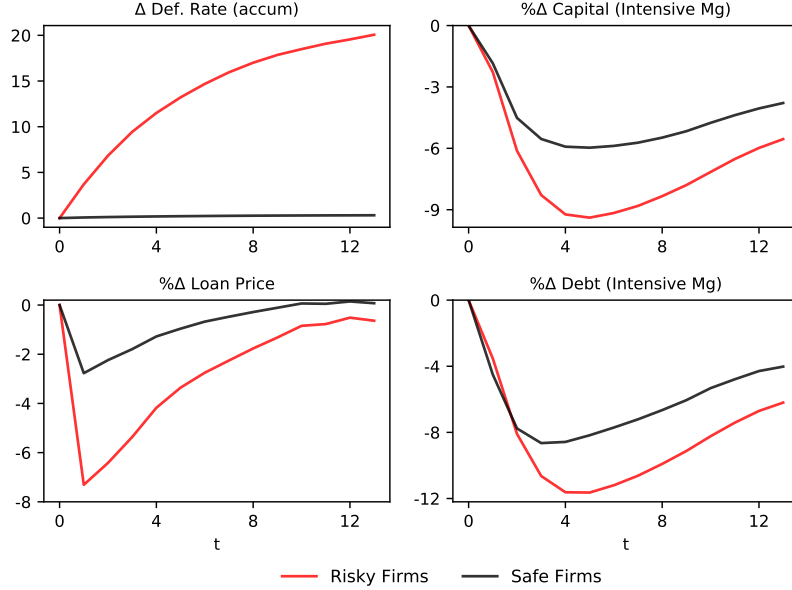 Δ Def. Rate (accum)
20
15
10
5
0
0 4 8 12
%Δ Capital (Intensive Mg)
0
-3
-6
-9
0 4 8 12
%Δ Loan Price
0
-2
-4
-6
-8
0 4 8 12
t
%Δ Debt (Intensive Mg)
0
-4
-8
-12
0 4 8 12
t
Risky Firms Safe Firms